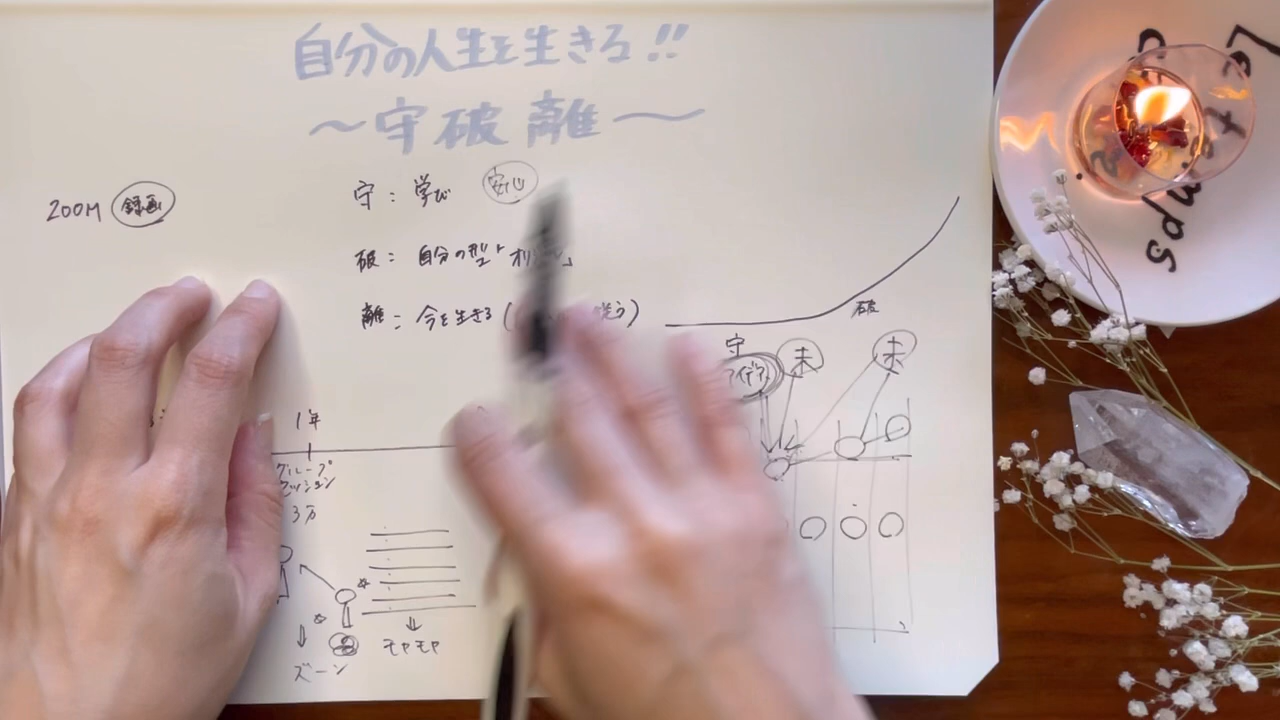 自分の人生を生きる!!
～守破離～
ZOOM 録画
守: 学び 安心
破: 自分の型
離: 今を生きる(
破
守
アイデア
未
未
1年
グループ
セッション
3万
モヤモヤ
ズーン